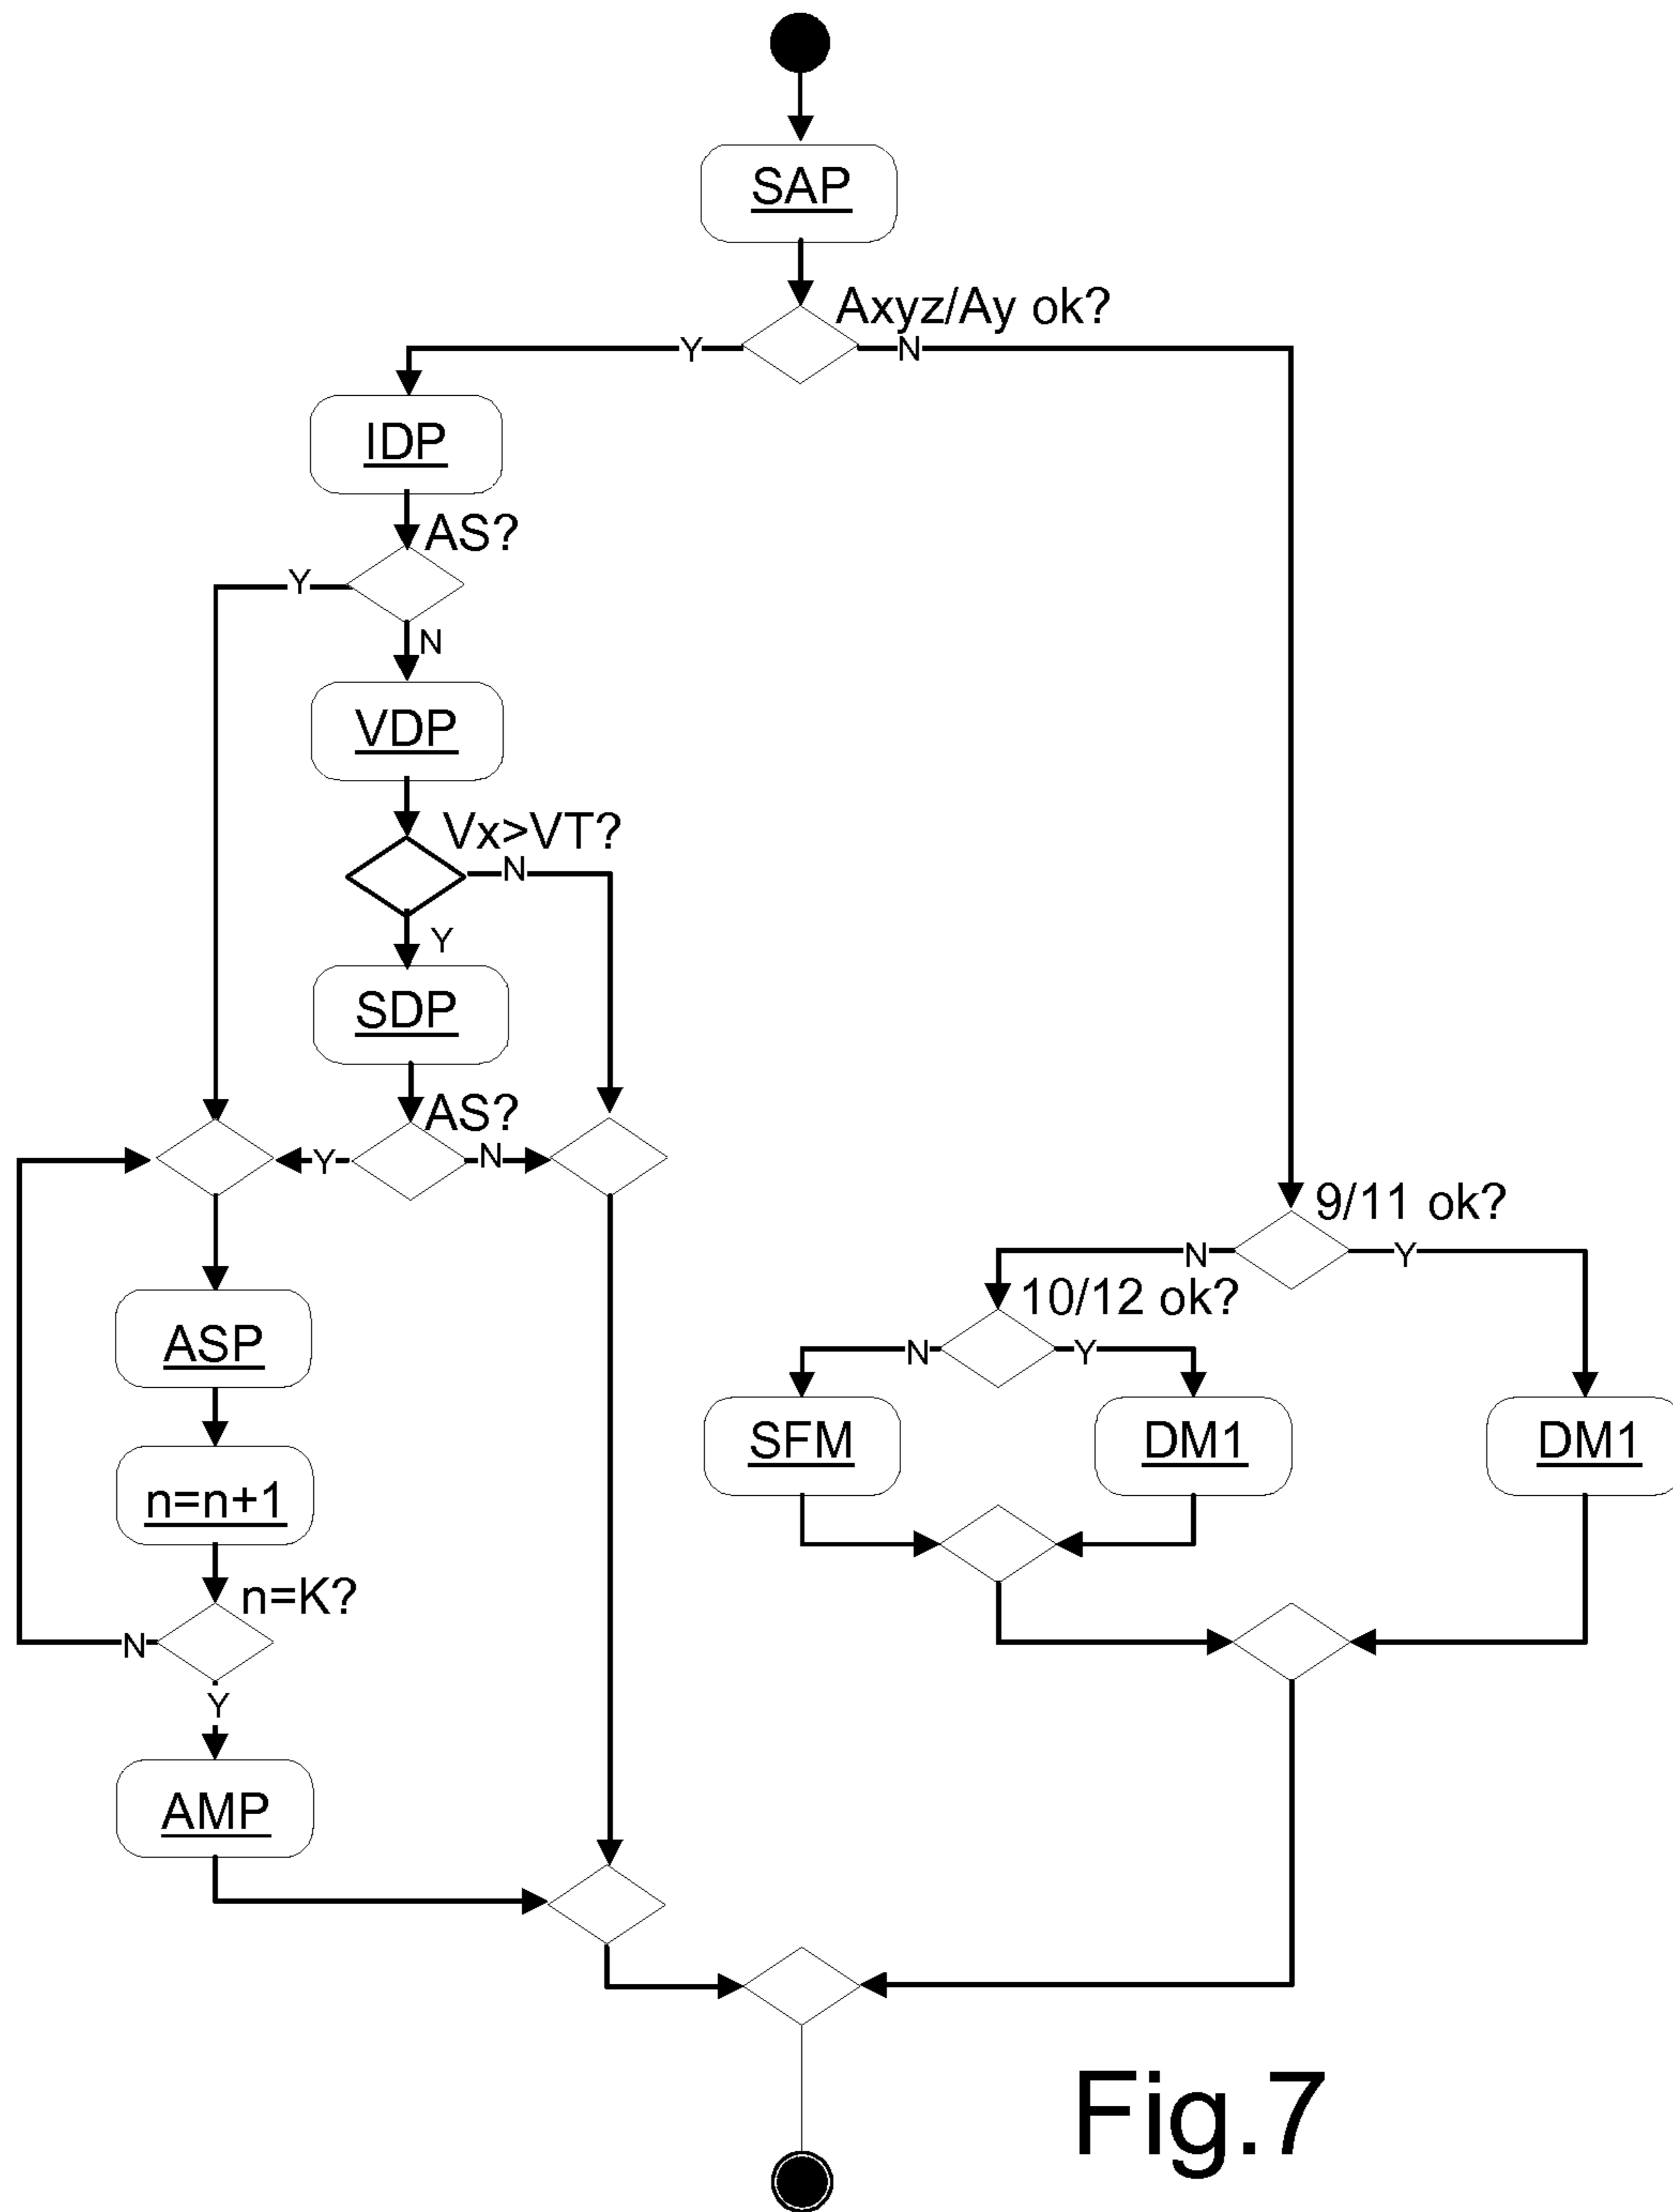 SAP
Axyz/Ay ok?
Y
N
IDP
AS?
Y
N
VDP
Vx>VT?
N
Y
SDP
AS?
Y
N
9/11 ok?
N
Y
10/12 ok?
N
Y
ASP
SFM
DM1
DM1
n=n+1
n=K?
N
Y
AMP
Fig.7